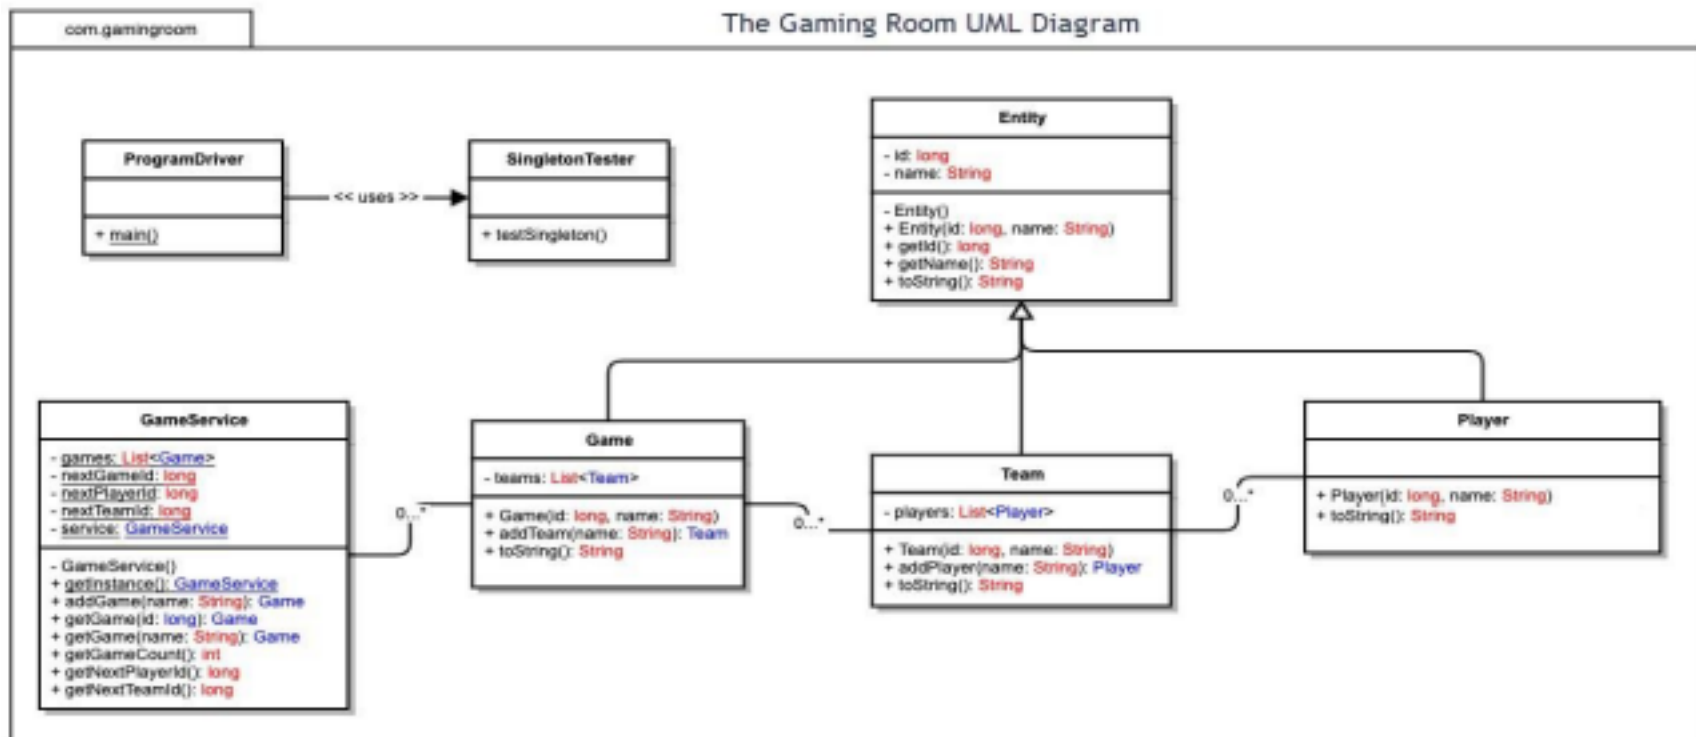 The Gaming Room UML Diagram
com.gamingroom
ProgramDriver
+ main()
<< uses >>
SingletonTester
+ testSingleton()
Entity
- id: long
- name: String
- Entity()
+ Entity(id: long, name: String)
+ getId(): long
+ getName(): String
+ toString(): String
GameService
- games: List<Game>
- nextGameId: long
- nextPlayerId: long
- nextTeamId: long
- service: GameService
- GameService()
+ getInstance(): GameService
+ addGame(name: String): Game
+ getGame(id: long): Game
+ getGame(name: String): Game
+ getGameCount(): int
+ getNextPlayerId(): long
+ getNextTeamId(): long
0...*
Game
- teams: List<Team>
+ Game(id: long, name: String)
+ addTeam(name: String): Team
+ toString(): String
0...*
Team
- players: List<Player>
+ Team(id: long, name: String)
+ addPlayer(name: String): Player
+ toString(): String
0...*
Player
+ Player(id: long, name: String)
+ toString(): String